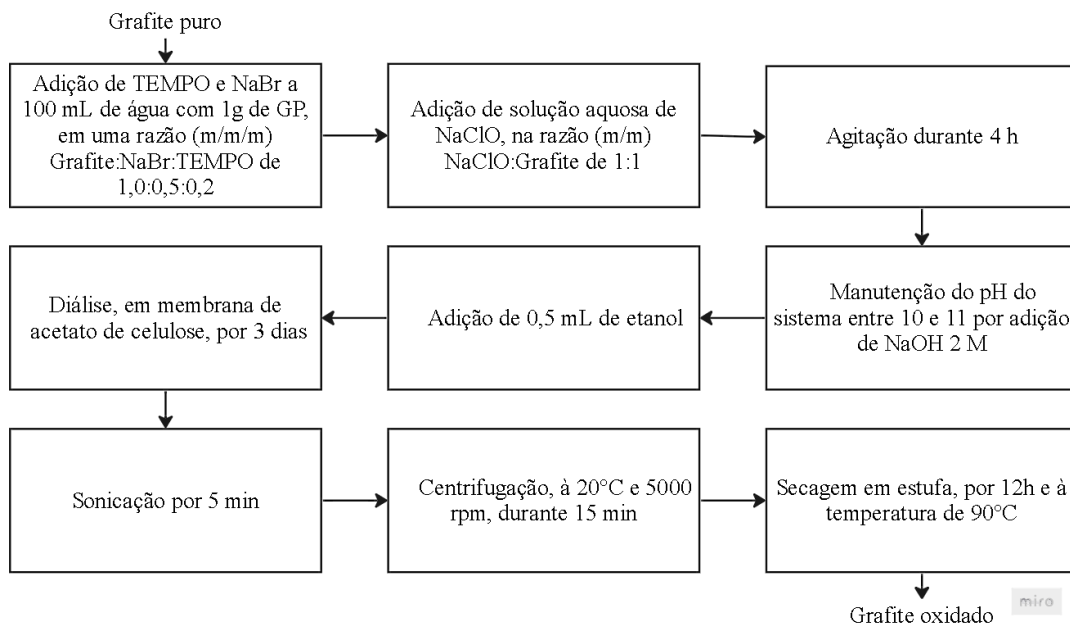 Grafite puro
Adição de TEMPO e NaBr a
100 mL de água com 1g de GP,
em uma razão (m/m/m)
Grafite:NaBr:TEMPO de
1,0:0,5:0,2
Adição de solução aquosa de
NaClO, na razão (m/m)
NaClO:Grafite de 1:1
Agitação durante 4 h
Manutenção do pH do
sistema entre 10 e 11 por adição
de NaOH 2 M
Adição de 0,5 mL de etanol
Diálise, em membrana de
acetato de celulose, por 3 dias
Sonicação por 5 min
Centrifugação, à 20°C e 5000
rpm, durante 15 min
Secagem em estufa, por 12h e à
temperatura de 90°C
Grafite oxidado
miro